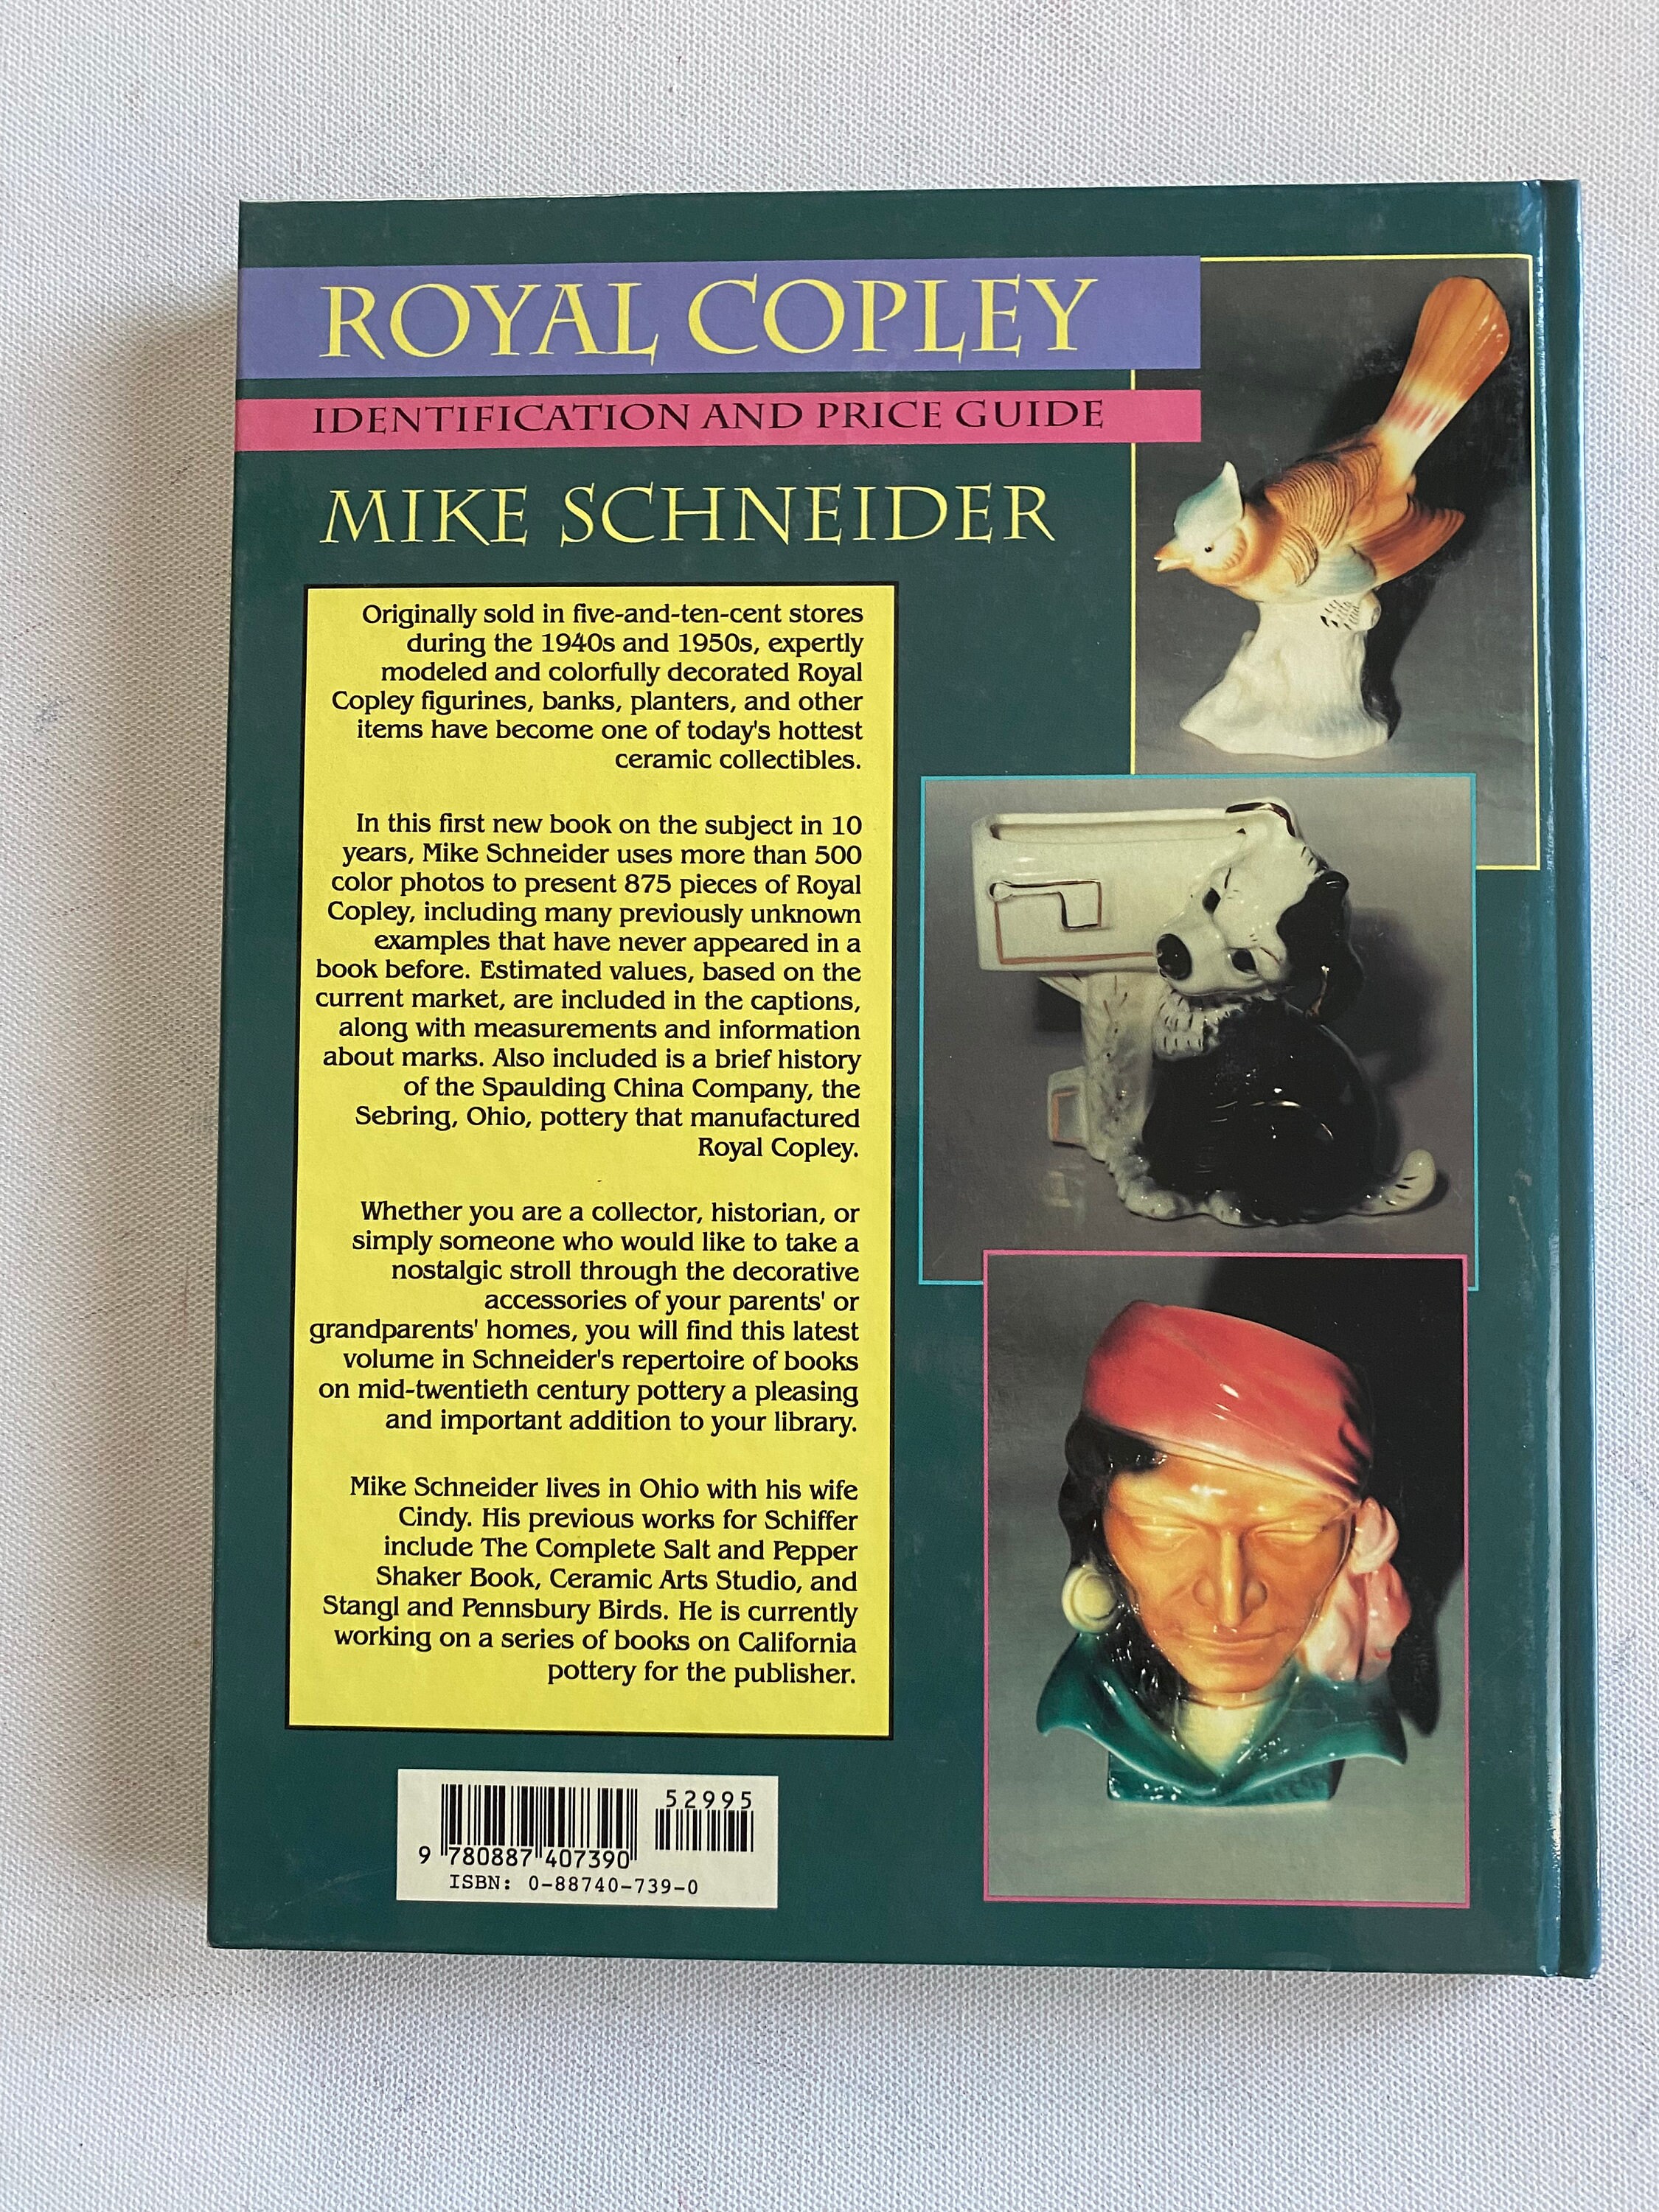 ROYAL COPLEY
IDENTIFICATION AND PRICE GUIDE
MIKE SCHNEIDER
Originally sold in five-and-ten-cent stores
during the 1940s and 1950s, expertly
modeled and colorfully decorated Royal
Copley figurines, banks, planters, and other
items have become one of today's hottest
ceramic collectibles.
In this first new book on the subject in 10
years, Mike Schneider uses more than 500
color photos to present 875 pieces of Royal
Copley, including many previously unknown
examples that have never appeared in a
book before. Estimated values, based on the
current market, are included in the captions,
along with measurements and information
about marks. Also included is a brief history
of the Spaulding China Company, the
Sebring, Ohio, pottery that manufactured
Royal Copley.
Whether you are a collector, historian, or
simply someone who would like to take a
nostalgic stroll through the decorative
accessories of your parents' or
grandparents' homes, you will find this latest
volume in Schneider's repertoire of books
on mid-twentieth century pottery a pleasing
and important addition to your library.
Mike Schneider lives in Ohio with his wife
Cindy. His previous works for Schiffer
include The Complete Salt and Pepper
Shaker Book, Ceramic Arts Studio, and
Stangl and Pennsbury Birds. He is currently
working on a series of books on California
pottery for the publisher.
52995
9 780887 407390
ISBN: 0-88740-739-0